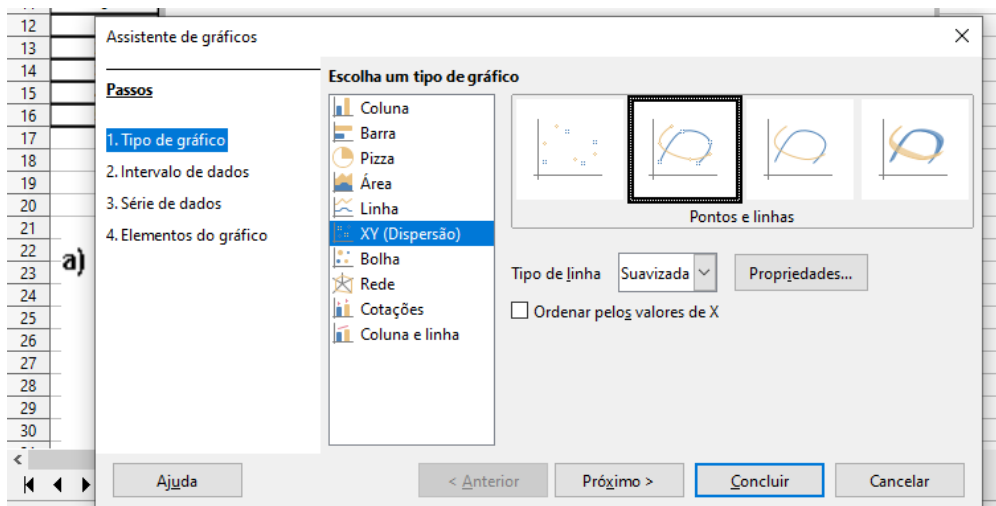 12
13
14
15
16
17
18
19
20
21
22
23
24
25
26
27
28
29
30
a)
Assistente de gráficos
Passos
1. Tipo de gráfico
2. Intervalo de dados
3. Série de dados
4. Elementos do gráfico
Escolha um tipo de gráfico
Coluna
Barra
Pizza
Área
Linha
XY (Dispersão)
Bolha
Rede
Cotações
Coluna e linha
Pontos e linhas
Tipo de linha Suavizada Propriedades...
Ordenar pelos valores de X
Ajuda < Anterior Próximo > Concluir Cancelar